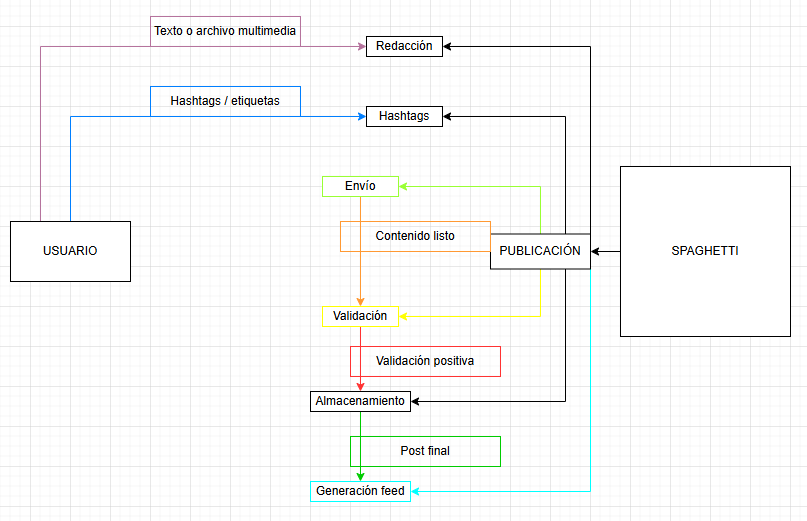 Texto o archivo multimedia
Redacción
Hashtags / etiquetas
Hashtags
Envío
Contenido listo
USUARIO
PUBLICACIÓN
SPAGHETTI
Validación
Validación positiva
Almacenamiento
Post final
Generación feed